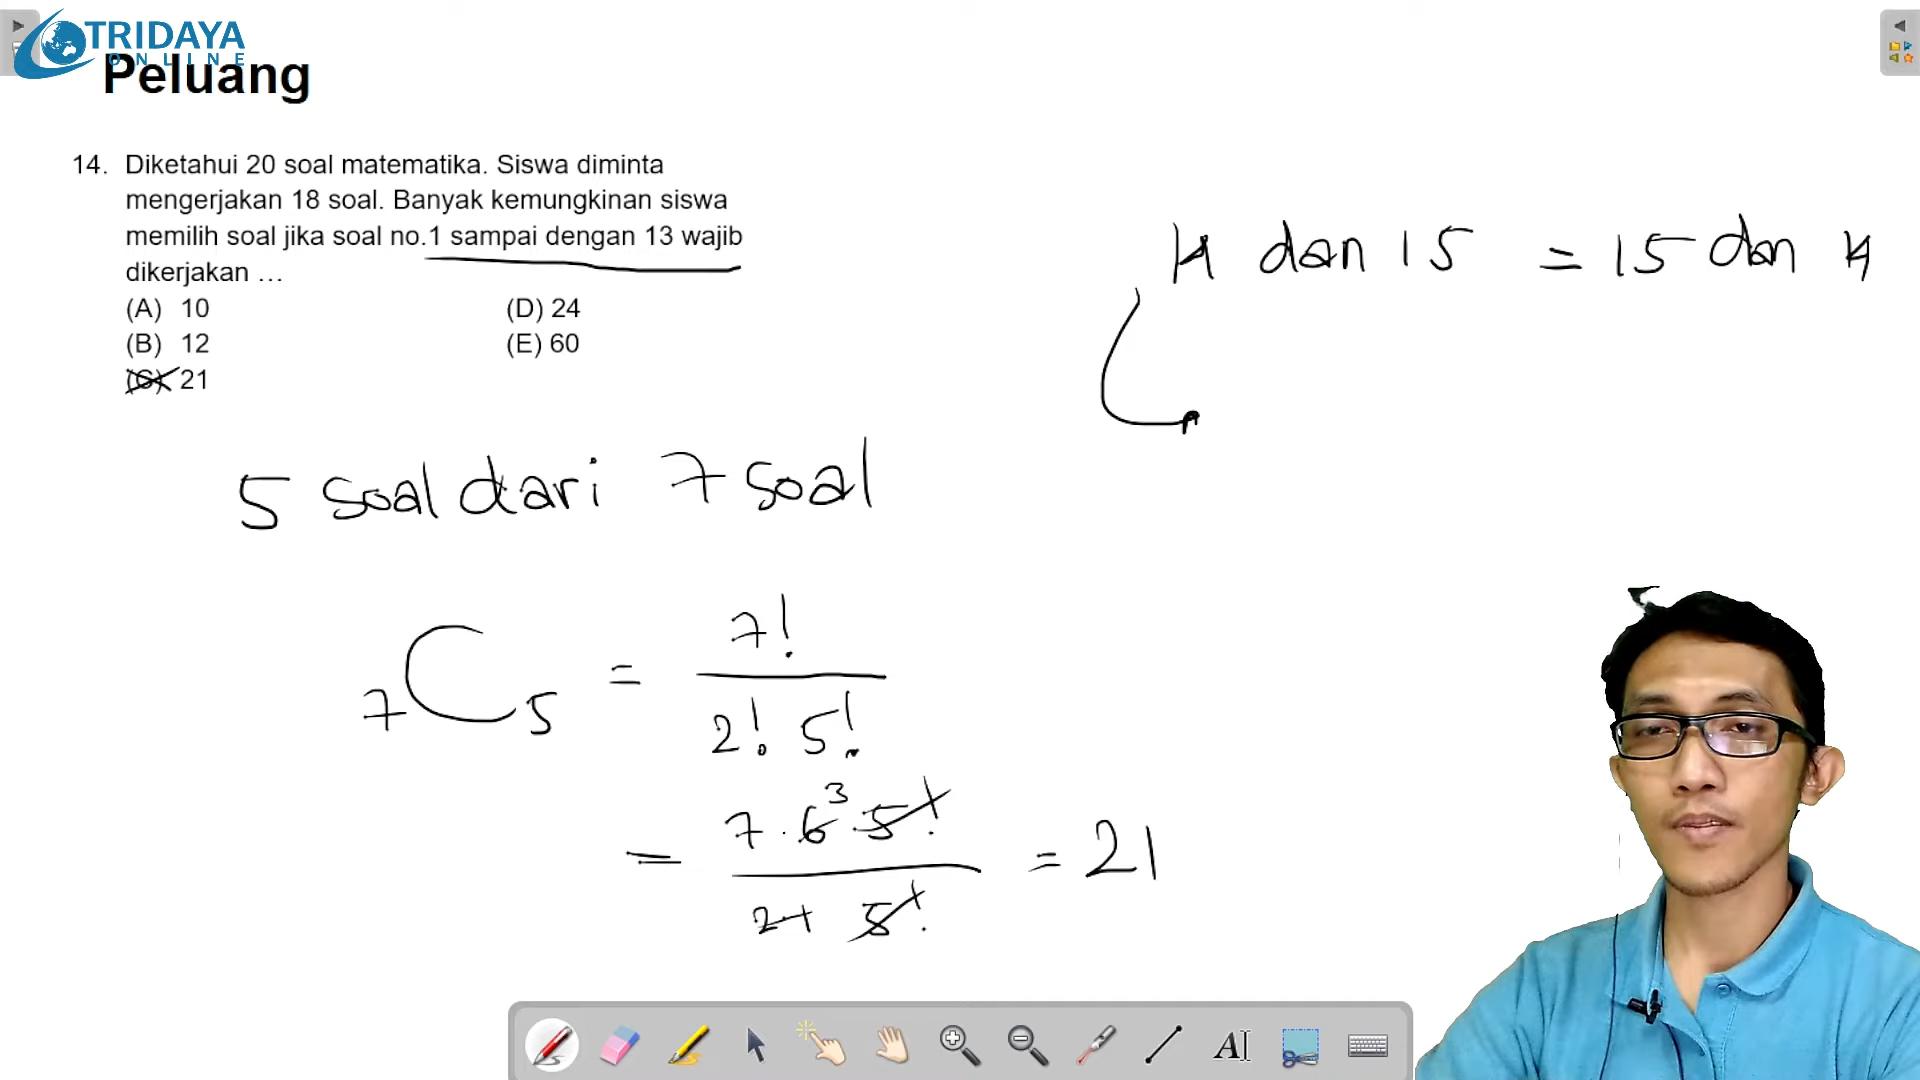 TRIDAYA
ONLINE
Peluang
14. Diketahui 20 soal matematika. Siswa diminta
mengerjakan 18 soal. Banyak kemungkinan siswa
memilih soal jika soal no.1 sampai dengan 13 wajib
dikerjakan …
(A) 10 (D) 24
(B) 12 (E) 60
(C) 21
14 dan 15 = 15 dan 14
5 soal dari 7 soal
7C5 = 7! / 2! 5!
= 7 . 6 3 . 5! / 2! 5! = 21
AI